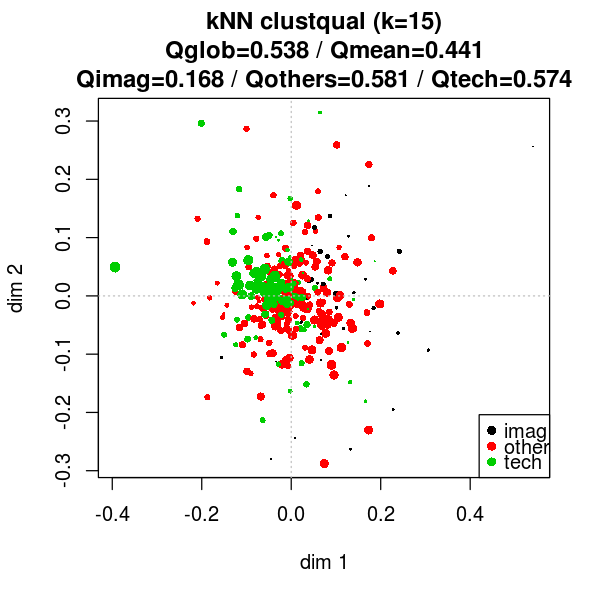 kNN clustqual (k=15)
Qglob=0.538 / Qmean=0.441
Qimag=0.168 / Qothers=0.581 / Qtech=0.574
0.3
0.2
0.1
0.0
-0.1
-0.2
-0.3
dim 2
imag
other
tech
-0.4
-0.2
0.0
0.2
0.4
dim 1